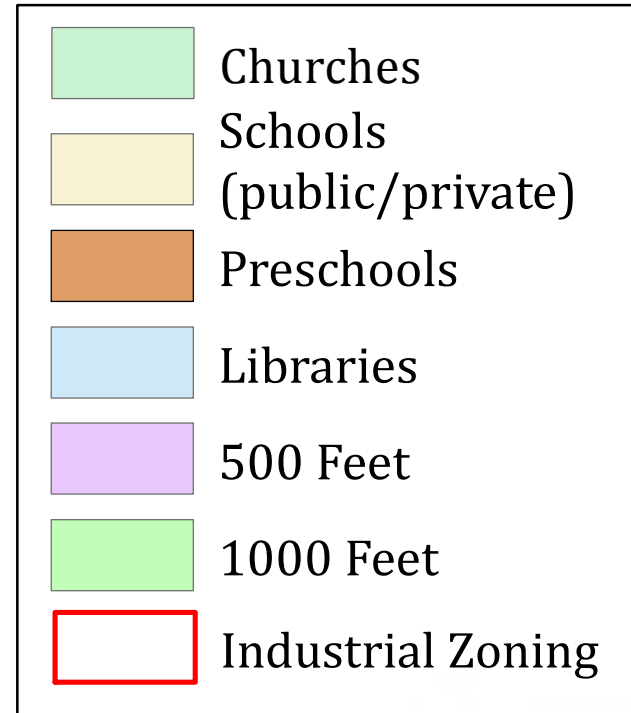 Churches
Schools
(public/private)
Preschools
Libraries
500 Feet
1000 Feet
Industrial Zoning